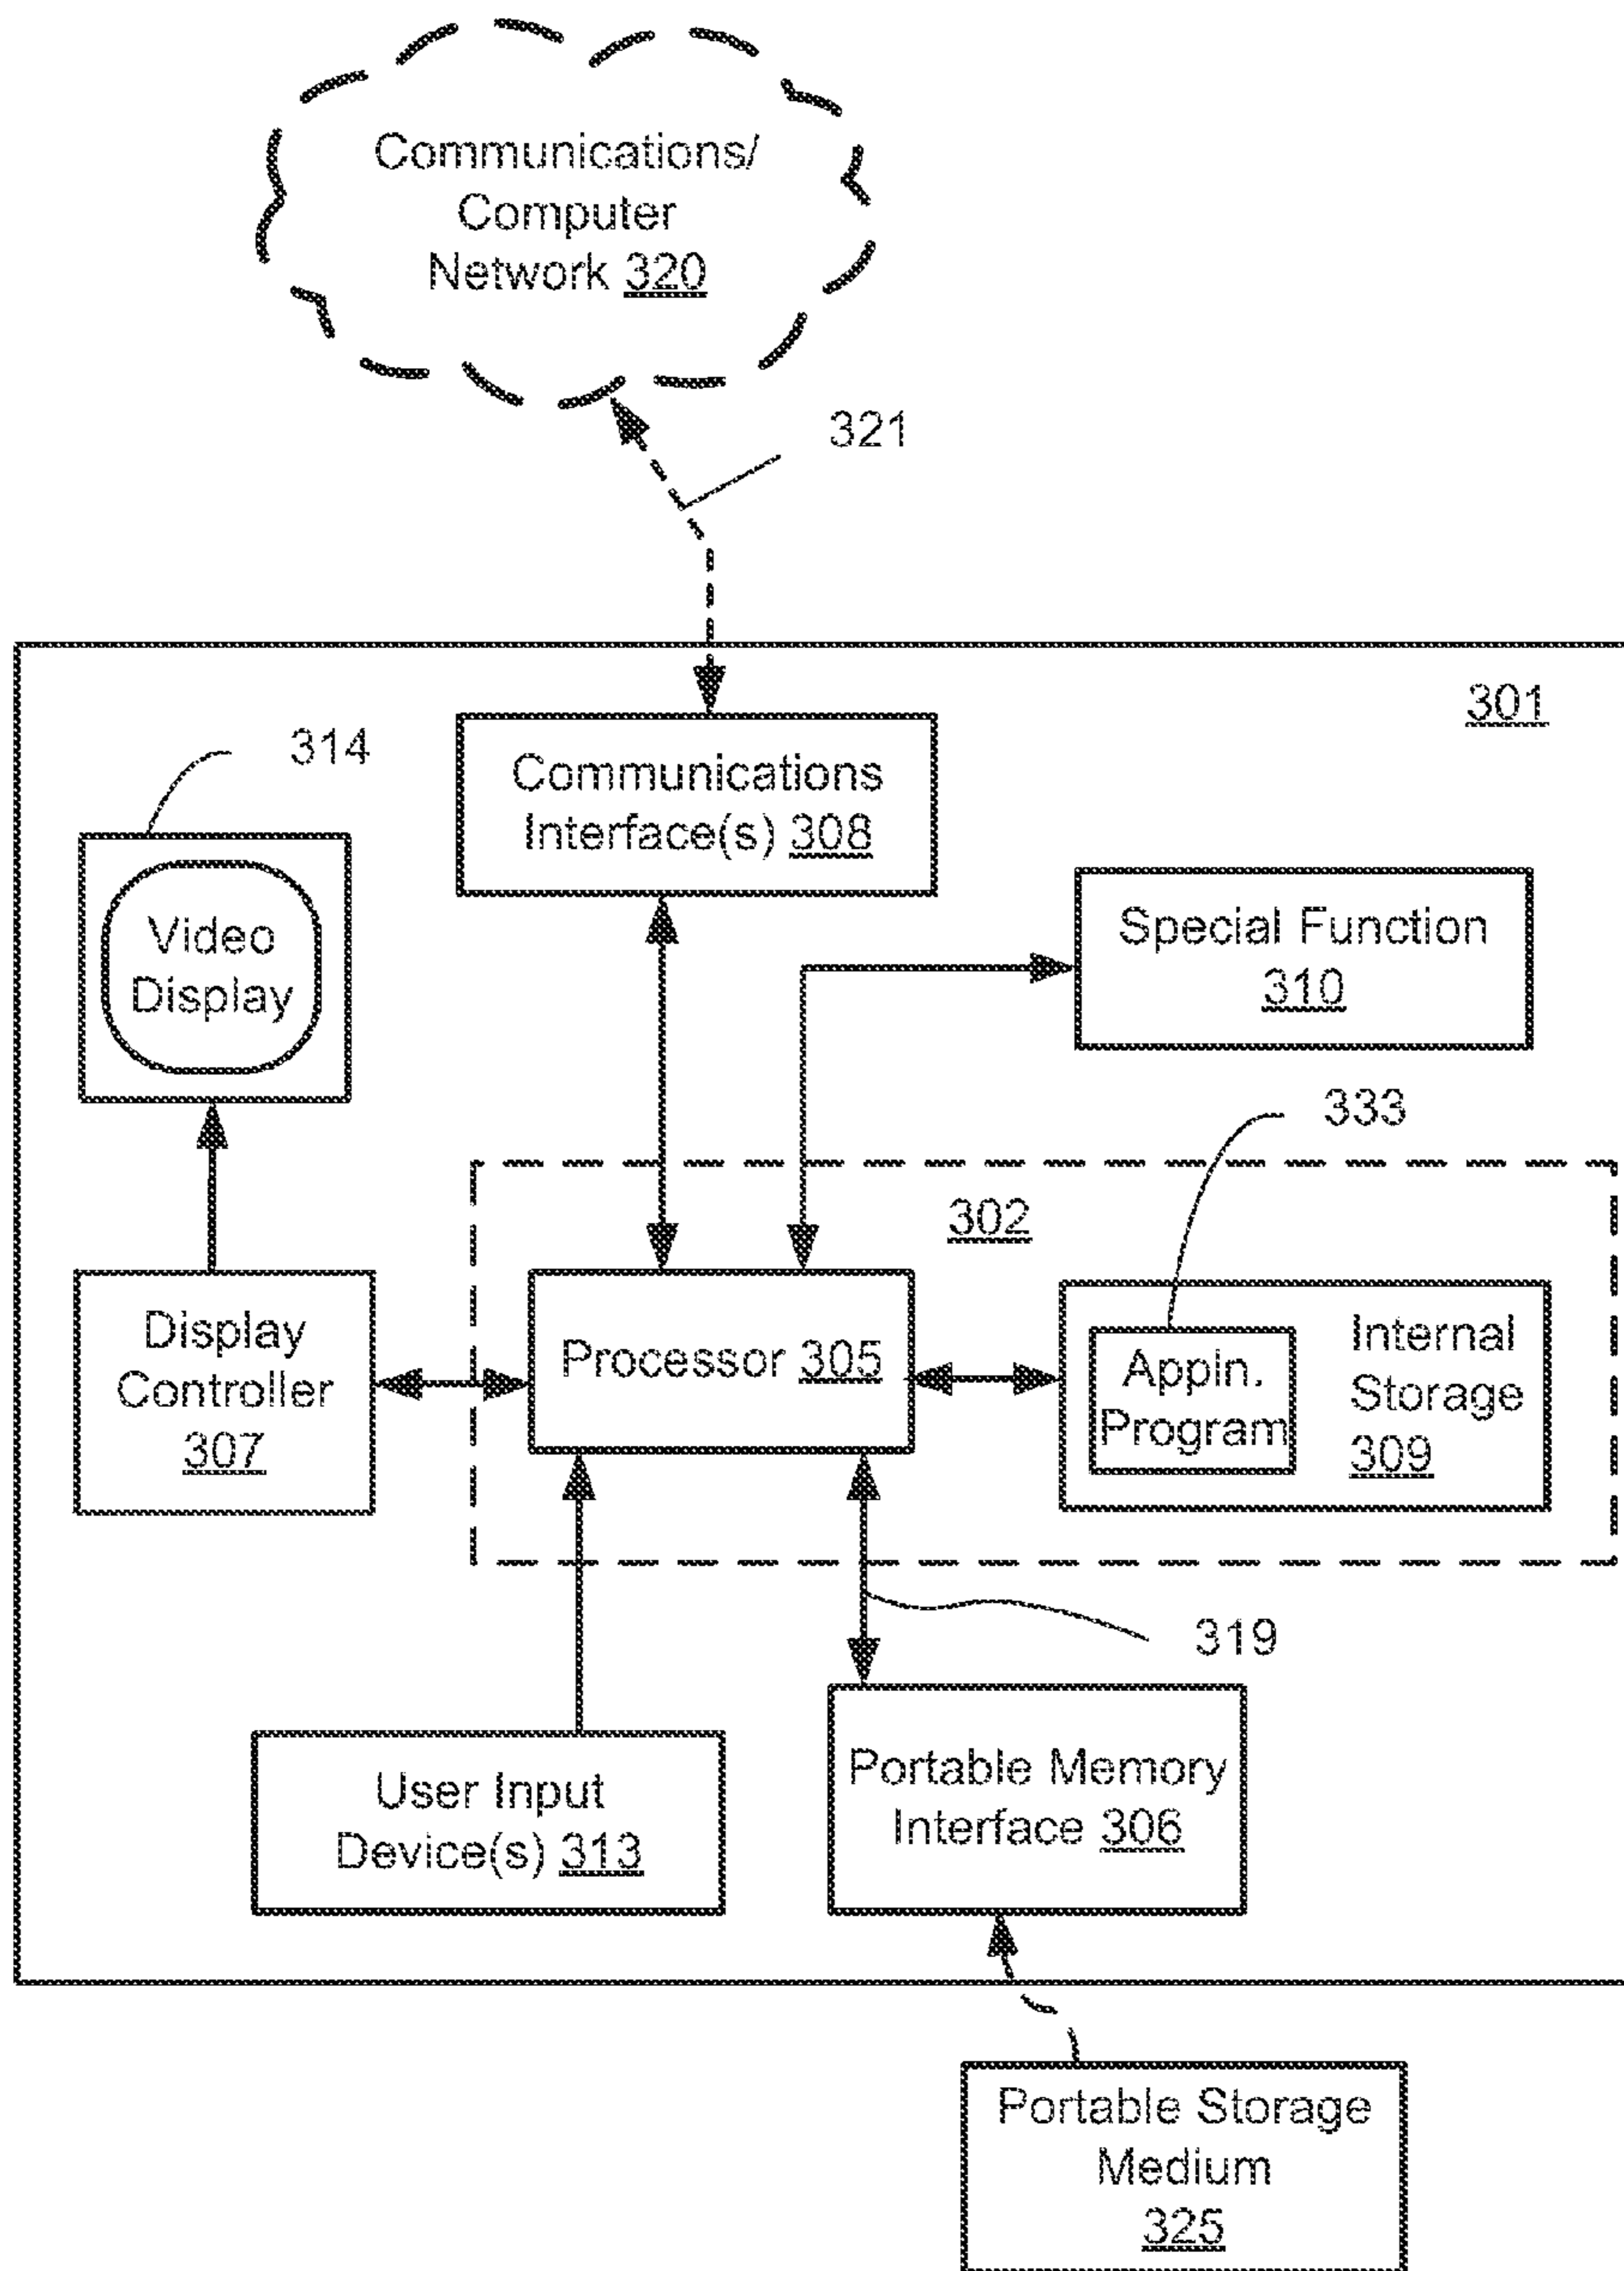 Communications/
Computer
Network 320
321
301
314
Communications
Interface(s) 308
Video
Display
Special Function
310
333
302
Display
Controller
307
Processor 305
Appln.
Program
Internal
Storage
309
319
User Input
Device(s) 313
Portable Memory
Interface 306
Portable Storage
Medium
325